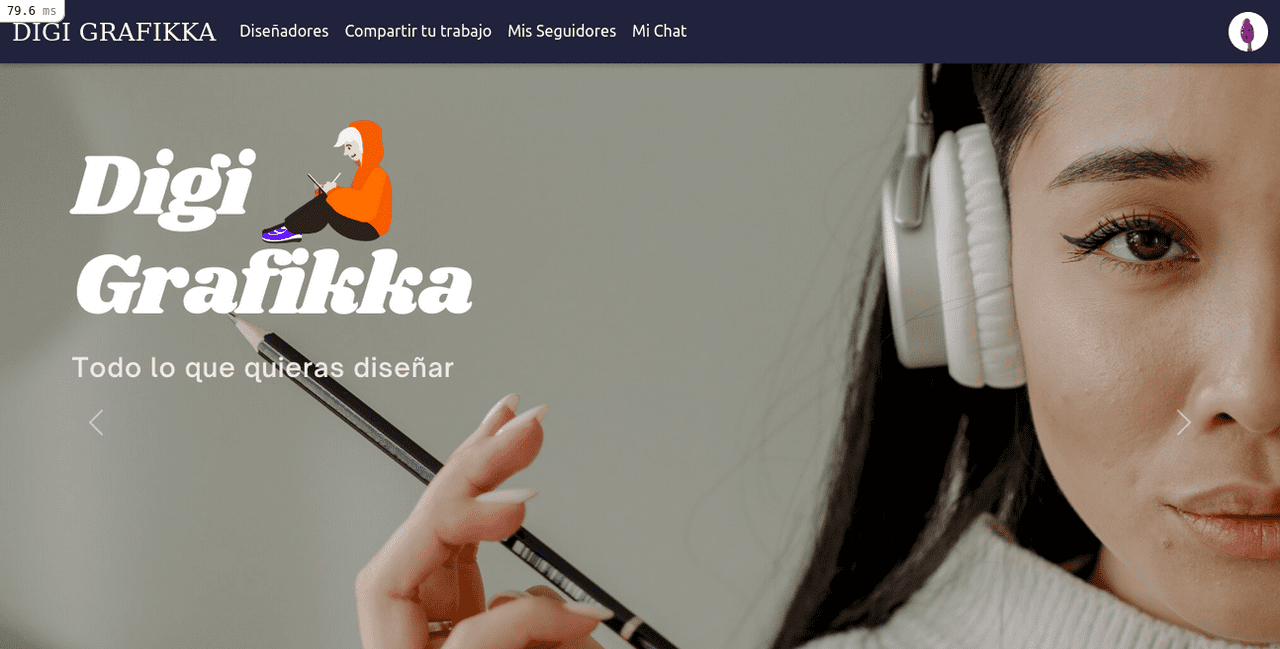 79.6 ms
DIGI GRAFIKKA Diseñadores Compartir tu trabajo Mis Seguidores Mi Chat
Digi
Grafikka
Todo lo que quieras diseñar